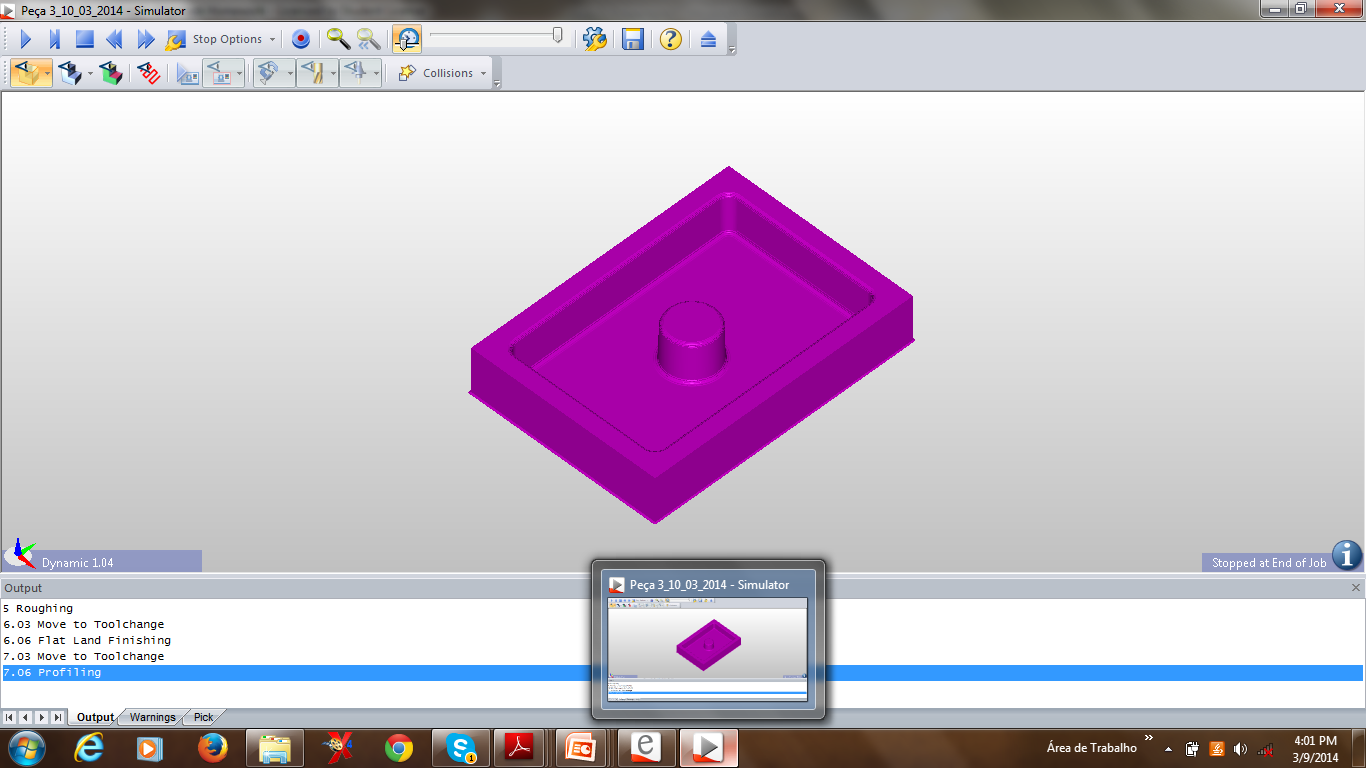 Peça 3_10_03_2014 - Simulator
Stop Options
Collisions
Dynamic 1.04
Stopped at End of Job
Output
5 Roughing
6.03 Move to Toolchange
6.06 Flat Land Finishing
7.03 Move to Toolchange
7.06 Profiling
Peça 3_10_03_2014 - Simulator
Output Warnings Pick
Área de Trabalho
4:01 PM
3/9/2014